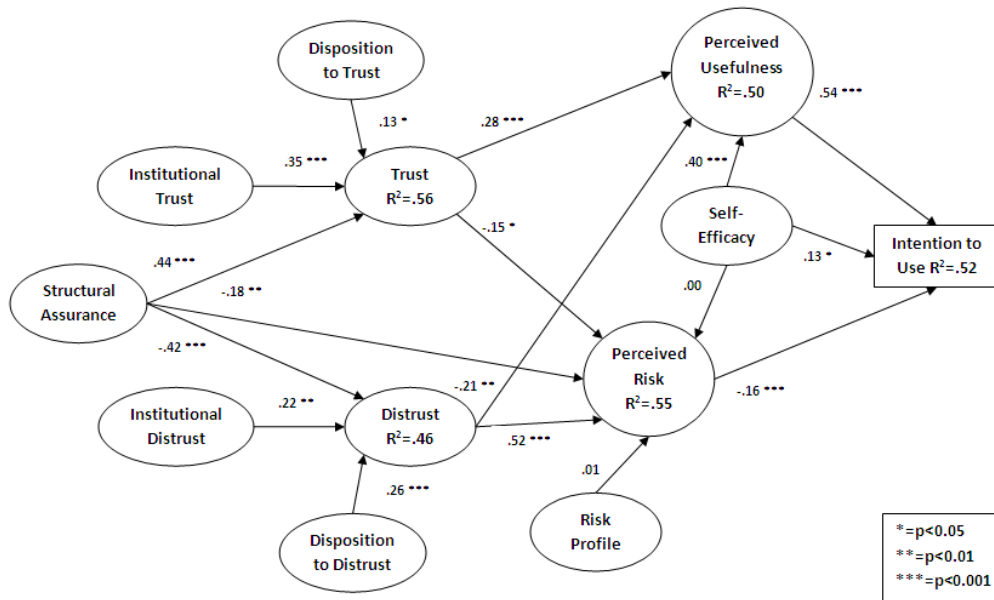 Disposition
to Trust
Perceived
Usefulness
R²=.50
.54 ***
.13 *
.28 ***
.35 ***
Institutional
Trust
Trust
R²=.56
.40 ***
Self-
Efficacy
-.15 *
.13 *
Intention to
Use R²=.52
.44 ***
Structural
Assurance
-.18 **
.00
-.42 ***
Perceived
Risk
R²=.55
-.21 **
-.16 ***
.22 **
Institutional
Distrust
Distrust
R²=.46
.52 ***
.26 ***
.01
Disposition
to Distrust
Risk
Profile
*=p<0.05
**=p<0.01
***=p<0.001